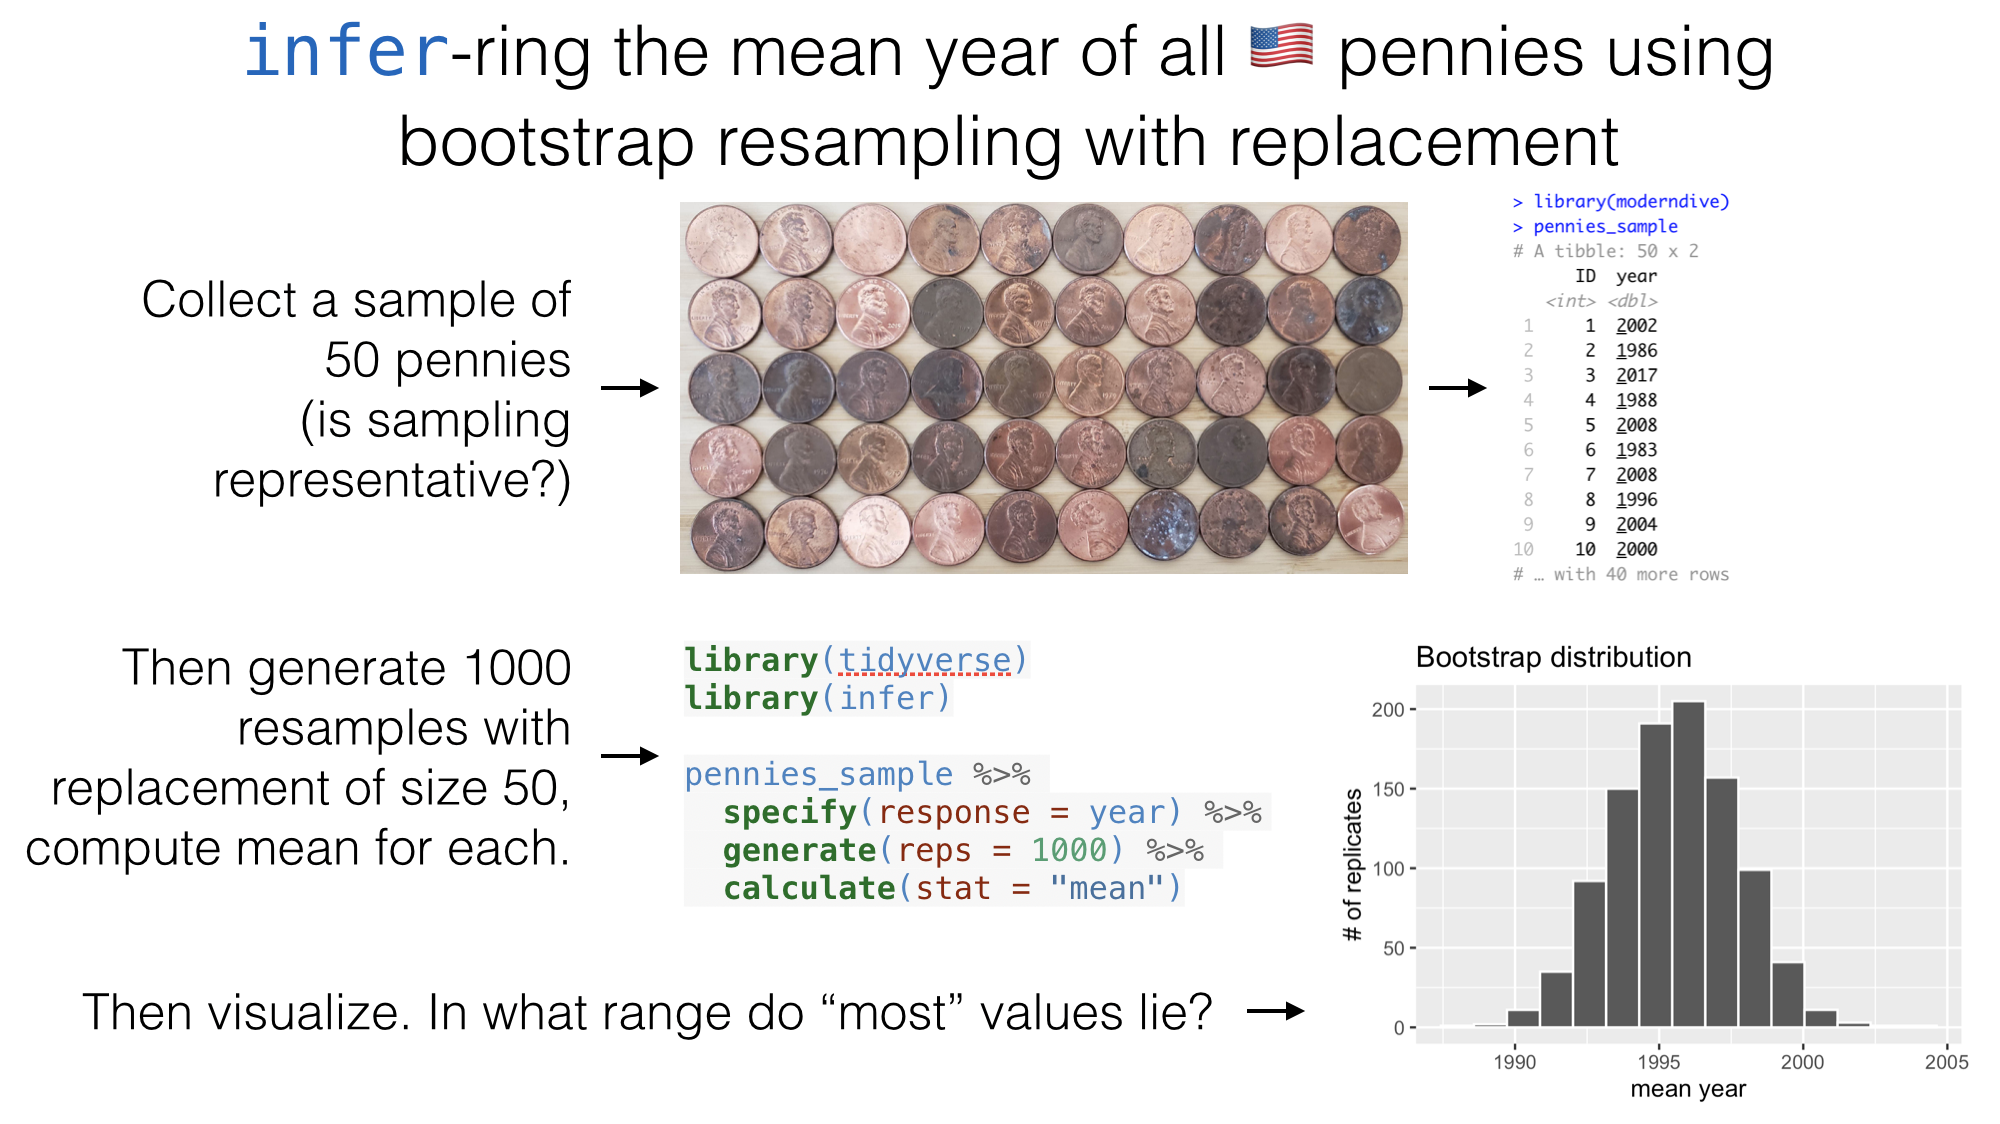 infer-ring the mean year of all 🇺🇸 pennies using
bootstrap resampling with replacement
Collect a sample of
50 pennies
(is sampling
representative?)
> library(moderndive)
> pennies_sample
# A tibble: 50 x 2
ID year
<int> <dbl>
1 1 2002
2 2 1986
3 3 2017
4 4 1988
5 5 2008
6 6 1983
7 7 2008
8 8 1996
9 9 2004
10 10 2000
# … with 40 more rows
Then generate 1000
resamples with
replacement of size 50,
compute mean for each.
library(tidyverse)
library(infer)
pennies_sample %>%
specify(response = year) %>%
generate(reps = 1000) %>%
calculate(stat = "mean")
Then visualize. In what range do “most” values lie?
Bootstrap distribution
# of replicates
200
150
100
50
0
1990 1995 2000 2005
mean year